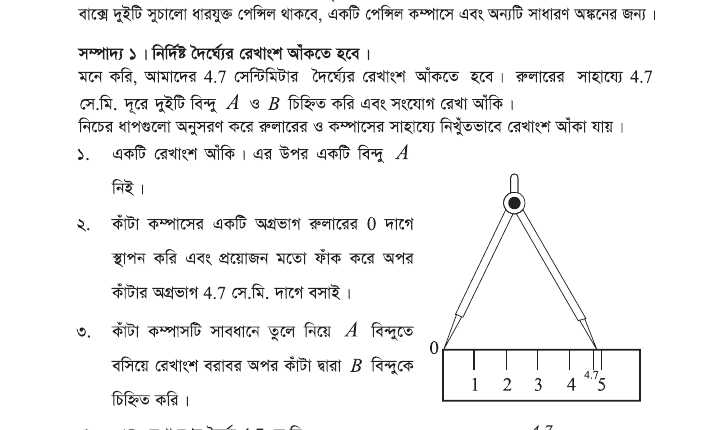 বাক্সে দুইটি সুচালো ধারযুক্ত পেন্সিল থাকবে, একটি পেন্সিল কম্পাসে এবং অন্যটি সাধারণ অঙ্কনের জন্য ।
সম্পাদ্য ১ । নির্দিষ্ট দৈর্ঘ্যের রেখাংশ আঁকতে হবে ।
মনে করি, আমাদের 4.7 সেন্টিমিটার দৈর্ঘ্যের রেখাংশ আঁকতে হবে । রুলারের সাহায্যে 4.7
সে.মি. দূরে দুইটি বিন্দু A ও B চিহ্নিত করি এবং সংযোগ রেখা আঁকি ।
নিচের ধাপগুলো অনুসরণ করে রুলারের ও কম্পাসের সাহায্যে নিখুঁতভাবে রেখাংশ আঁকা যায় ।
১. একটি রেখাংশ আঁকি । এর উপর একটি বিন্দু A
নিই ।
২. কাঁটা কম্পাসের একটি অগ্রভাগ রুলারের 0 দাগে
স্থাপন করি এবং প্রয়োজন মতো ফাঁক করে অপর
কাঁটার অগ্রভাগ 4.7 সে.মি. দাগে বসাই ।
৩. কাঁটা কম্পাসটি সাবধানে তুলে নিয়ে A বিন্দুতে
বসিয়ে রেখাংশ বরাবর অপর কাঁটা দ্বারা B বিন্দুকে
চিহ্নিত করি ।
0
1 2 3 4 4.7 5
4.7